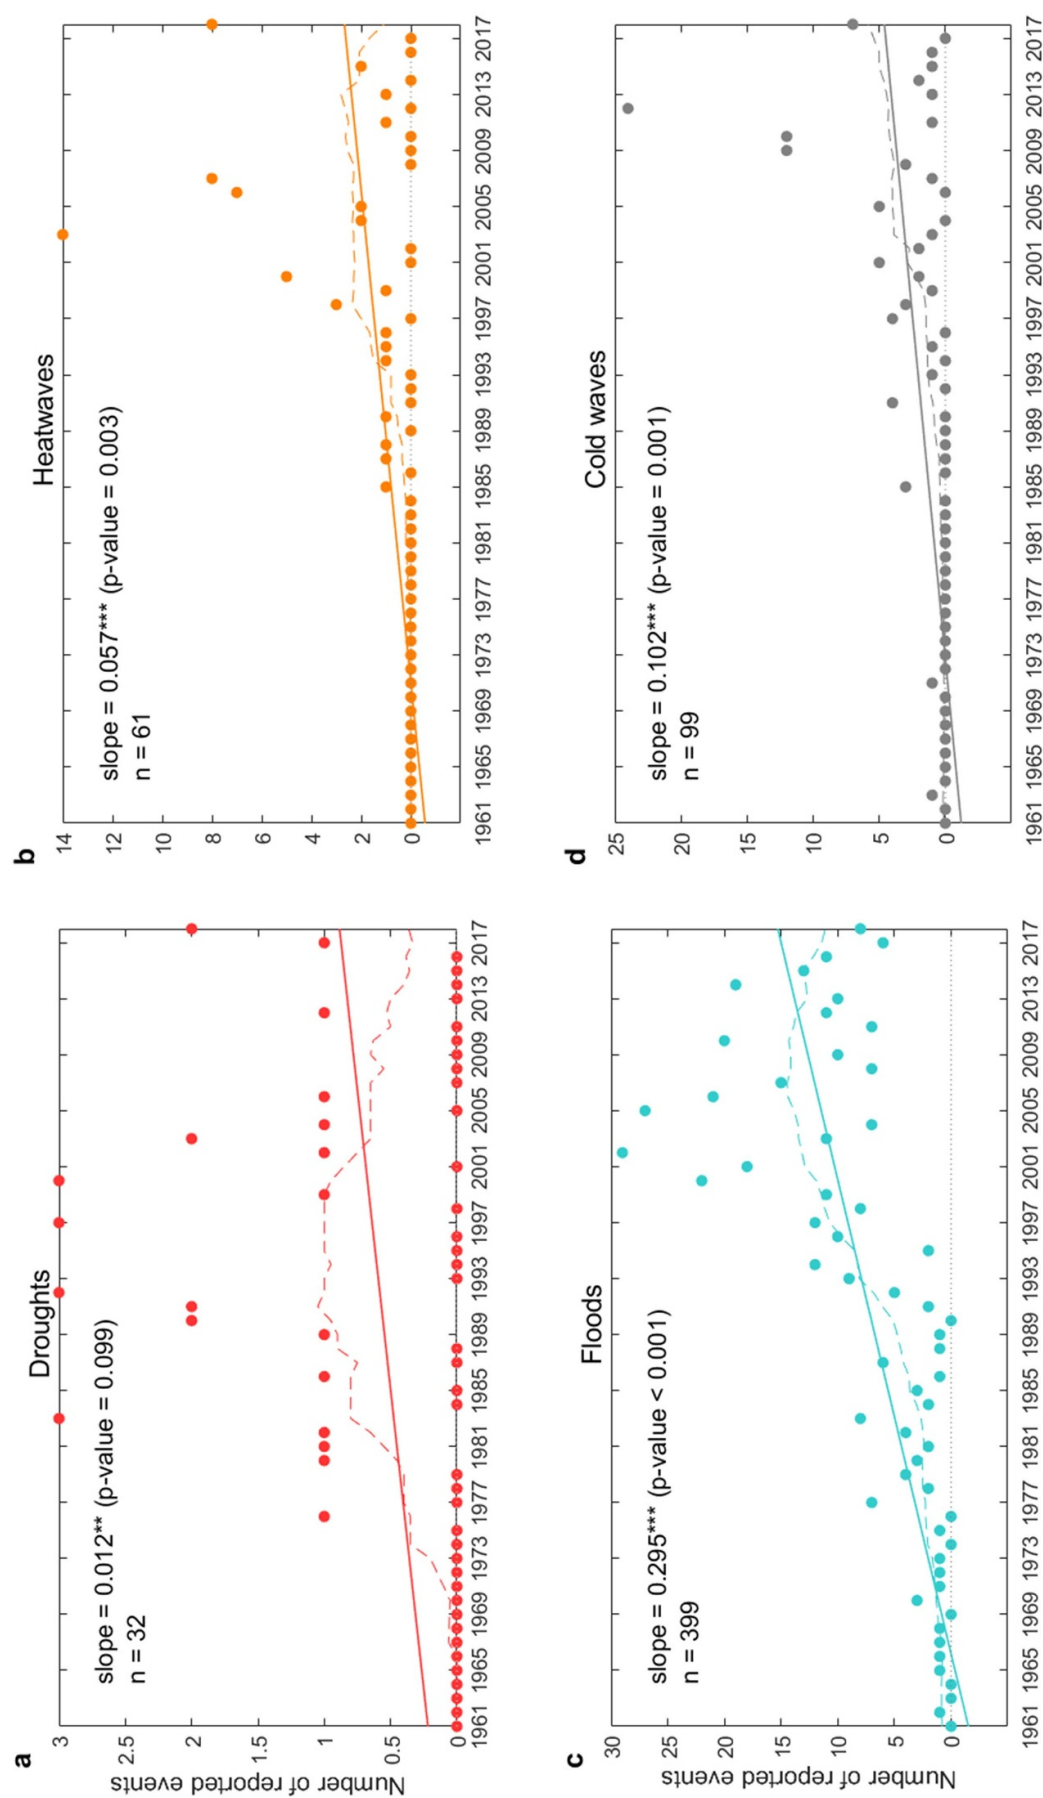 a
Droughts
slope = 0.012** (p-value = 0.099)
n = 32
Number of reported events
3
2.5
2
1.5
1
0.5
0
1961 1965 1969 1973 1977 1981 1985 1989 1993 1997 2001 2005 2009 2013 2017
b
Heatwaves
slope = 0.057*** (p-value = 0.003)
n = 61
14
12
10
8
6
4
2
0
1961 1965 1969 1973 1977 1981 1985 1989 1993 1997 2001 2005 2009 2013 2017
c
Floods
slope = 0.295*** (p-value < 0.001)
n = 399
Number of reported events
30
25
20
15
10
5
0
1961 1965 1969 1973 1977 1981 1985 1989 1993 1997 2001 2005 2009 2013 2017
d
Cold waves
slope = 0.102*** (p-value = 0.001)
n = 99
25
20
15
10
5
0
1961 1965 1969 1973 1977 1981 1985 1989 1993 1997 2001 2005 2009 2013 2017